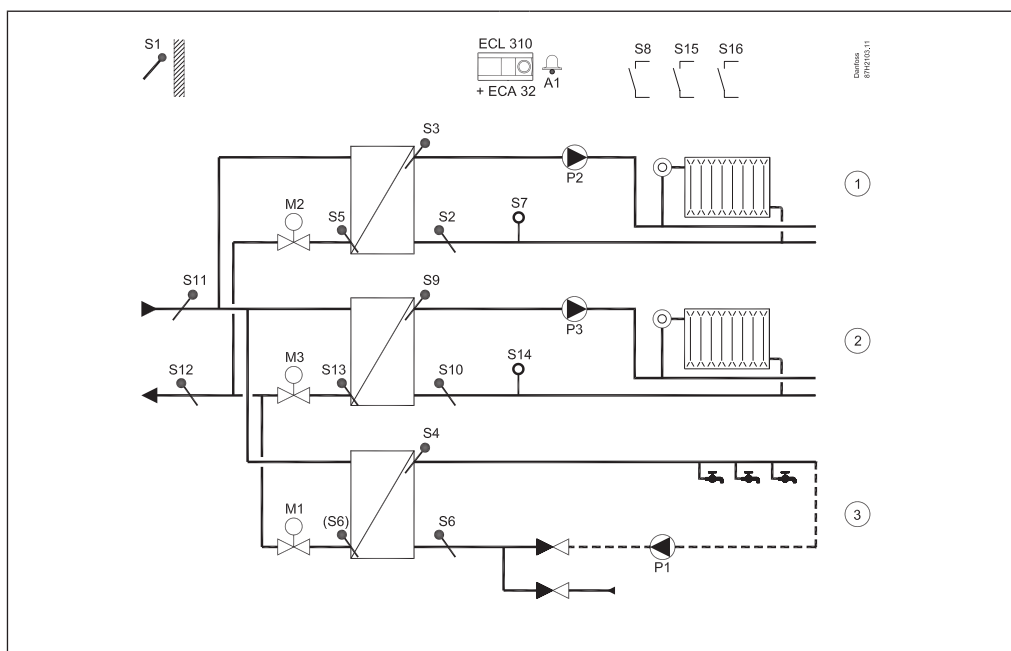 S1
ECL 310
+ ECA 32
A1
S8 S15 S16
Danfoss
87H2103.11
S3
P2
1
M2
S5
S2
S7
S11
S9
P3
2
S12
M3
S13
S10
S14
S4
M1
(S6)
S6
P1
3